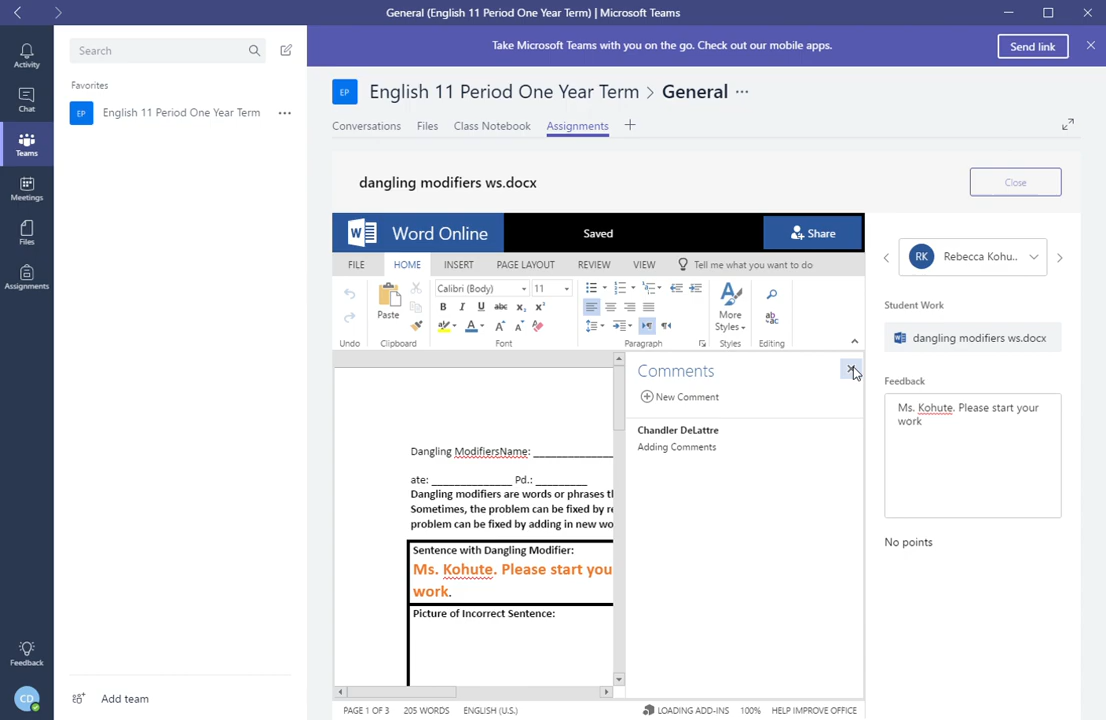 General (English 11 Period One Year Term) | Microsoft Teams
Take Microsoft Teams with you on the go. Check out our mobile apps.
Send link
Activity
Chat
Teams
Meetings
Files
Assignments
Feedback
CD
Search
Favorites
EP English 11 Period One Year Term ...
Add team
EP English 11 Period One Year Term > General ...
Conversations Files Class Notebook Assignments +
dangling modifiers ws.docx
Close
W Word Online
Saved
Share
FILE HOME INSERT PAGE LAYOUT REVIEW VIEW Tell me what you want to do
Calibri (Body) 11
B I U abc x₂ x²
Paste
More
Styles
Undo Clipboard Font Paragraph Styles Editing
Dangling ModifiersName: ________________
ate: ______________ Pd.: _________
Dangling modifiers are words or phrases t
Sometimes, the problem can be fixed by re
problem can be fixed by adding in new wo
Sentence with Dangling Modifier:
Ms. Kohute. Please start you
work.
Picture of Incorrect Sentence:
Comments
New Comment
Chandler DeLattre
Adding Comments
PAGE 1 OF 3 205 WORDS ENGLISH (U.S.) LOADING ADD-INS 100% HELP IMPROVE OFFICE
RK Rebecca Kohu..
Student Work
dangling modifiers ws.docx
Feedback
Ms. Kohute. Please start your
work
No points